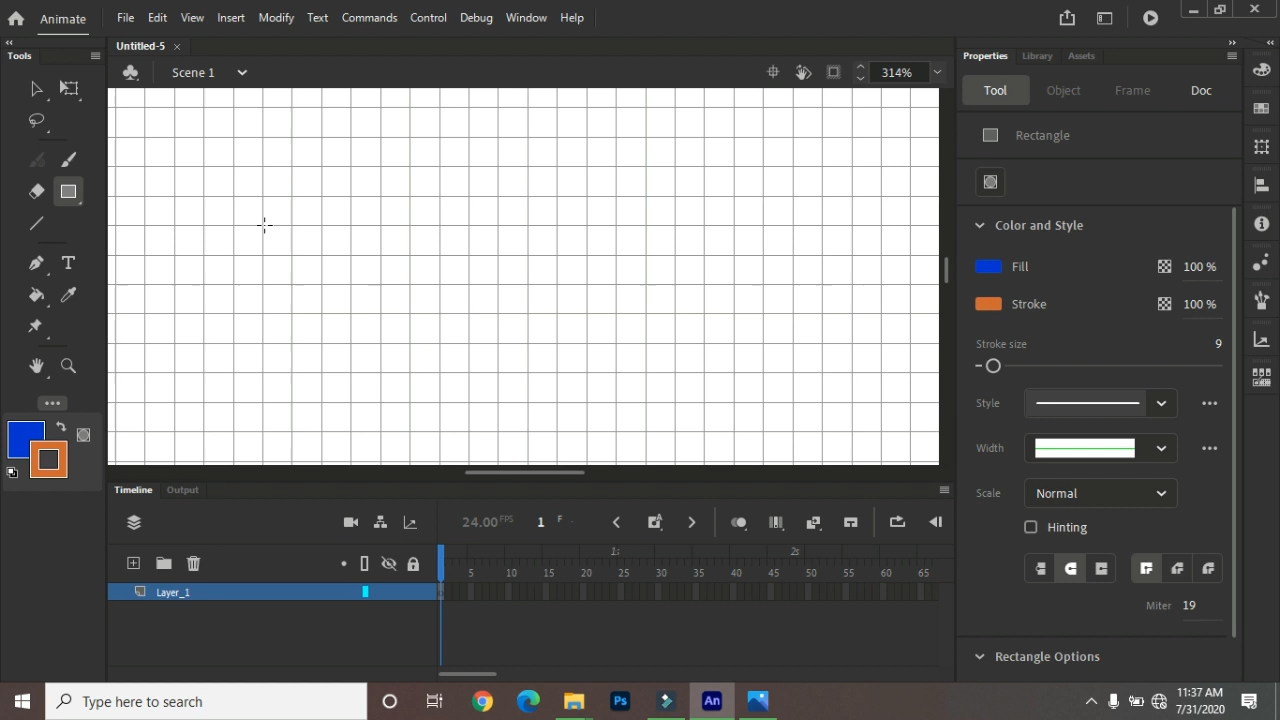 Animate File Edit View Insert Modify Text Commands Control Debug Window Help
Tools
Untitled-5
Scene 1
314%
Properties Library Assets
Tool Object Frame Doc
Rectangle
Color and Style
Fill 100 %
Stroke 100 %
Stroke size 9
Style
Width
Scale Normal
Hinting
Miter 19
Rectangle Options
Timeline Output
24.00 FPS 1 F
1s 2s
5 10 15 20 25 30 35 40 45 50 55 60 65
Layer_1
Type here to search
Ps
An
11:37 AM
7/31/2020